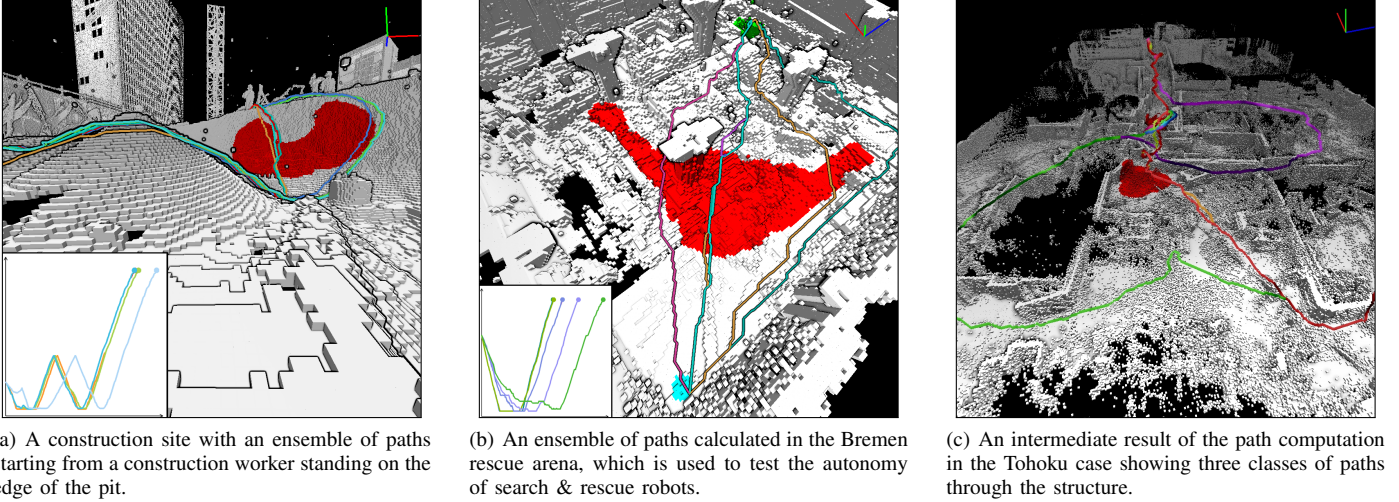 a) A construction site with an ensemble of paths
tarting from a construction worker standing on the
edge of the pit.
(b) An ensemble of paths calculated in the Bremen
rescue arena, which is used to test the autonomy
of search & rescue robots.
(c) An intermediate result of the path computation
in the Tohoku case showing three classes of paths
through the structure.